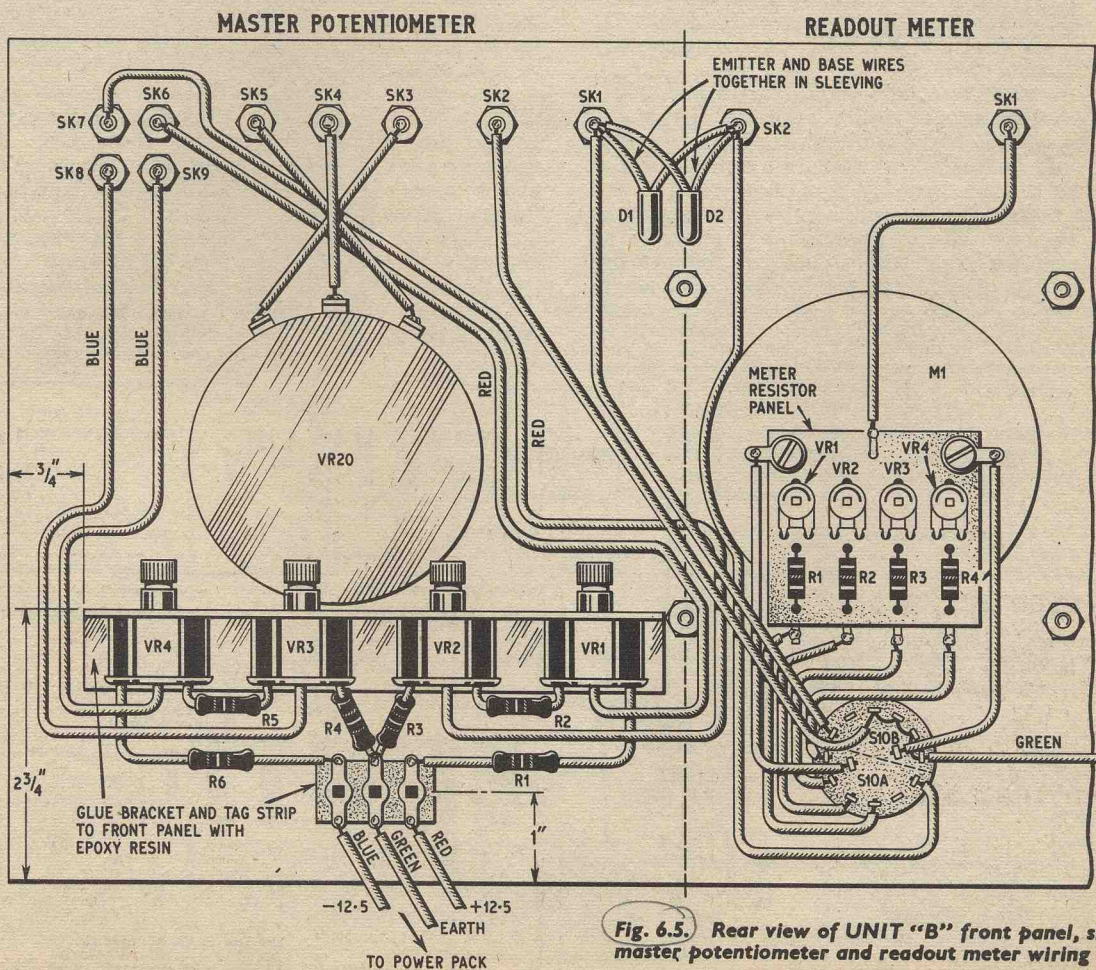 MASTER POTENTIOMETER
READOUT METER
EMITTER AND BASE WIRES
TOGETHER IN SLEEVING
SK7
SK6
SK5
SK4
SK3
SK2
SK1
SK2
SK1
SK8
SK9
D1
D2
BLUE
BLUE
RED
RED
VR20
3/4"
METER
RESISTOR
PANEL
M1
VR1
VR2
VR3
VR4
R1
R2
R3
R4
VR4
VR3
VR2
VR1
R5
R4
R3
R2
R6
R1
2 3/4"
GLUE BRACKET AND TAG STRIP
TO FRONT PANEL WITH
EPOXY RESIN
1"
S10B
S10A
GREEN
BLUE
GREEN
RED
-12·5
EARTH
+12·5
TO POWER PACK
Fig. 6.5. Rear view of UNIT "B" front panel, s
master potentiometer and readout meter wiring